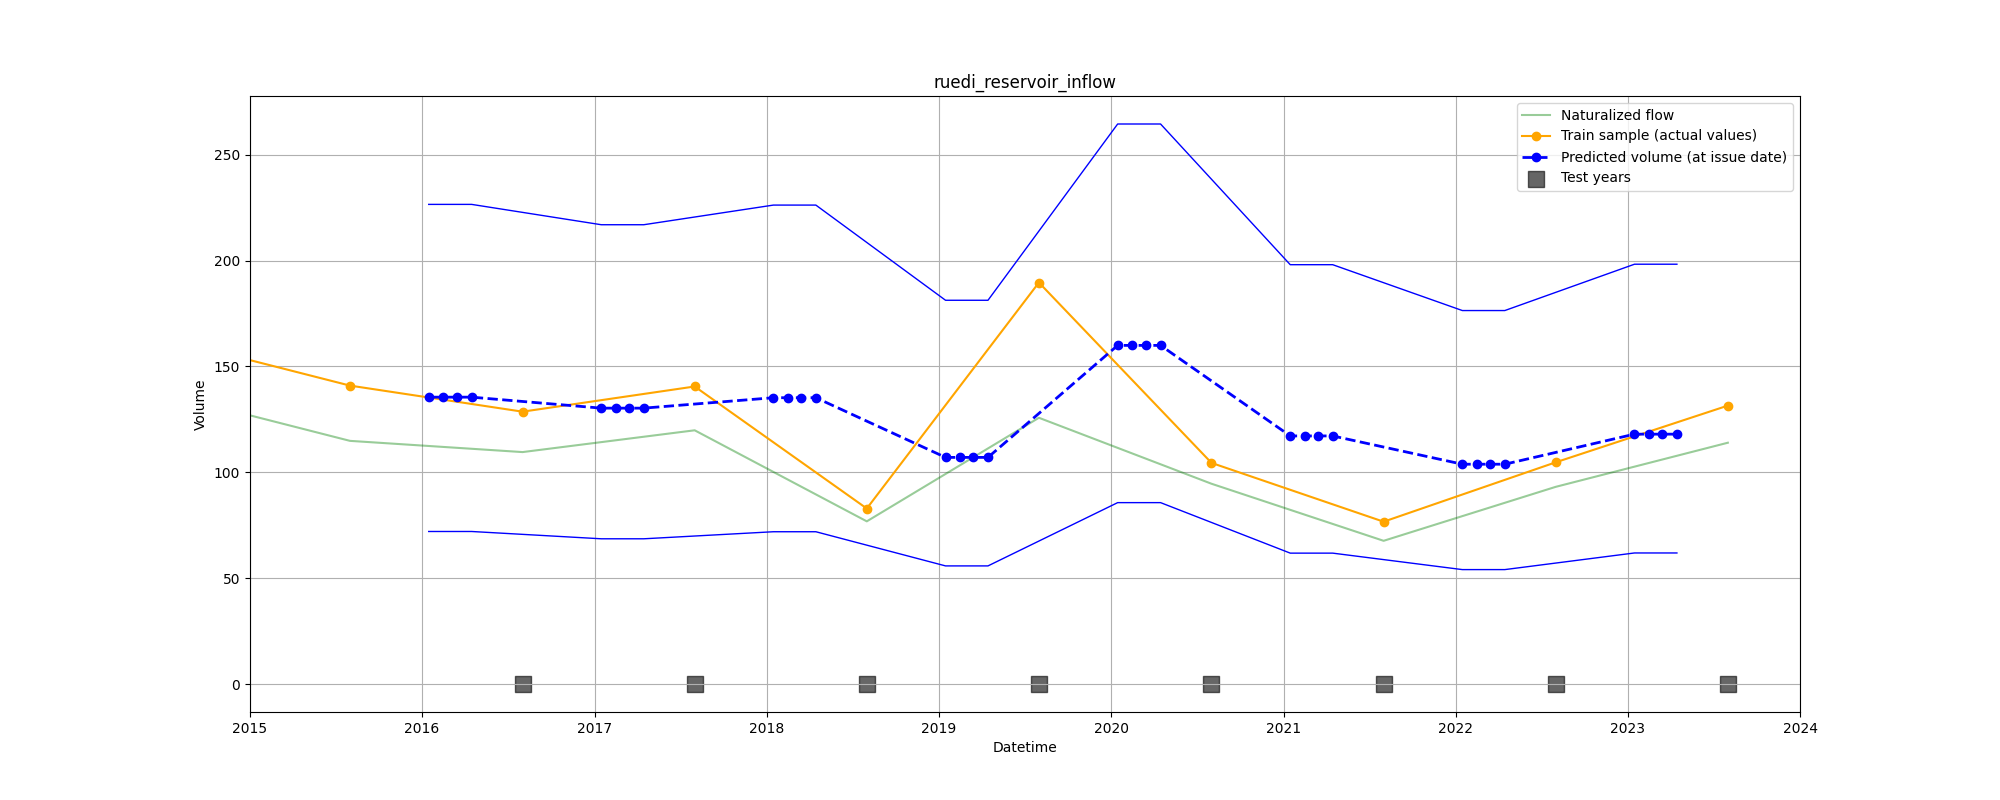 ruedi_reservoir_inflow
Naturalized flow
Train sample (actual values)
Predicted volume (at issue date)
Test years
Volume
250
200
150
100
50
0
2015 2016 2017 2018 2019 2020 2021 2022 2023 2024
Datetime